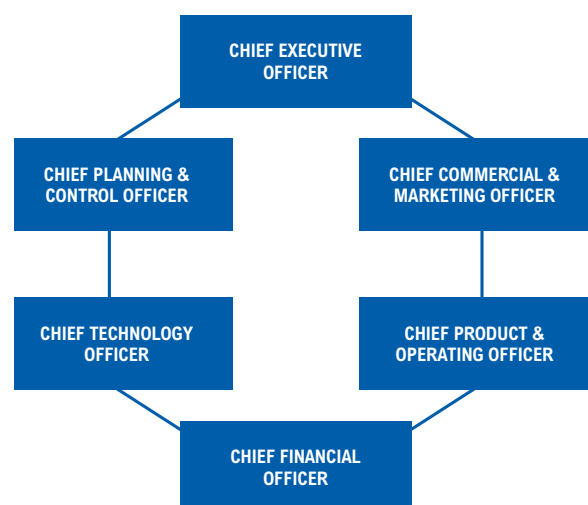 CHIEF EXECUTIVE
OFFICER
CHIEF PLANNING &
CONTROL OFFICER
CHIEF COMMERCIAL &
MARKETING OFFICER
CHIEF TECHNOLOGY
OFFICER
CHIEF PRODUCT &
OPERATING OFFICER
CHIEF FINANCIAL
OFFICER